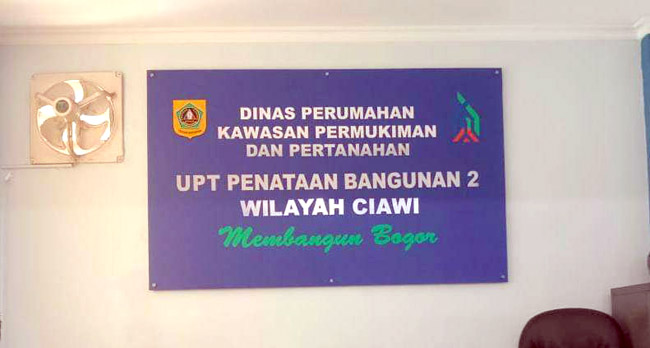 DINAS PERUMAHAN
KAWASAN PERMUKIMAN
DAN PERTANAHAN
UPT PENATAAN BANGUNAN 2
WILAYAH CIAWI
Membangun Bogor